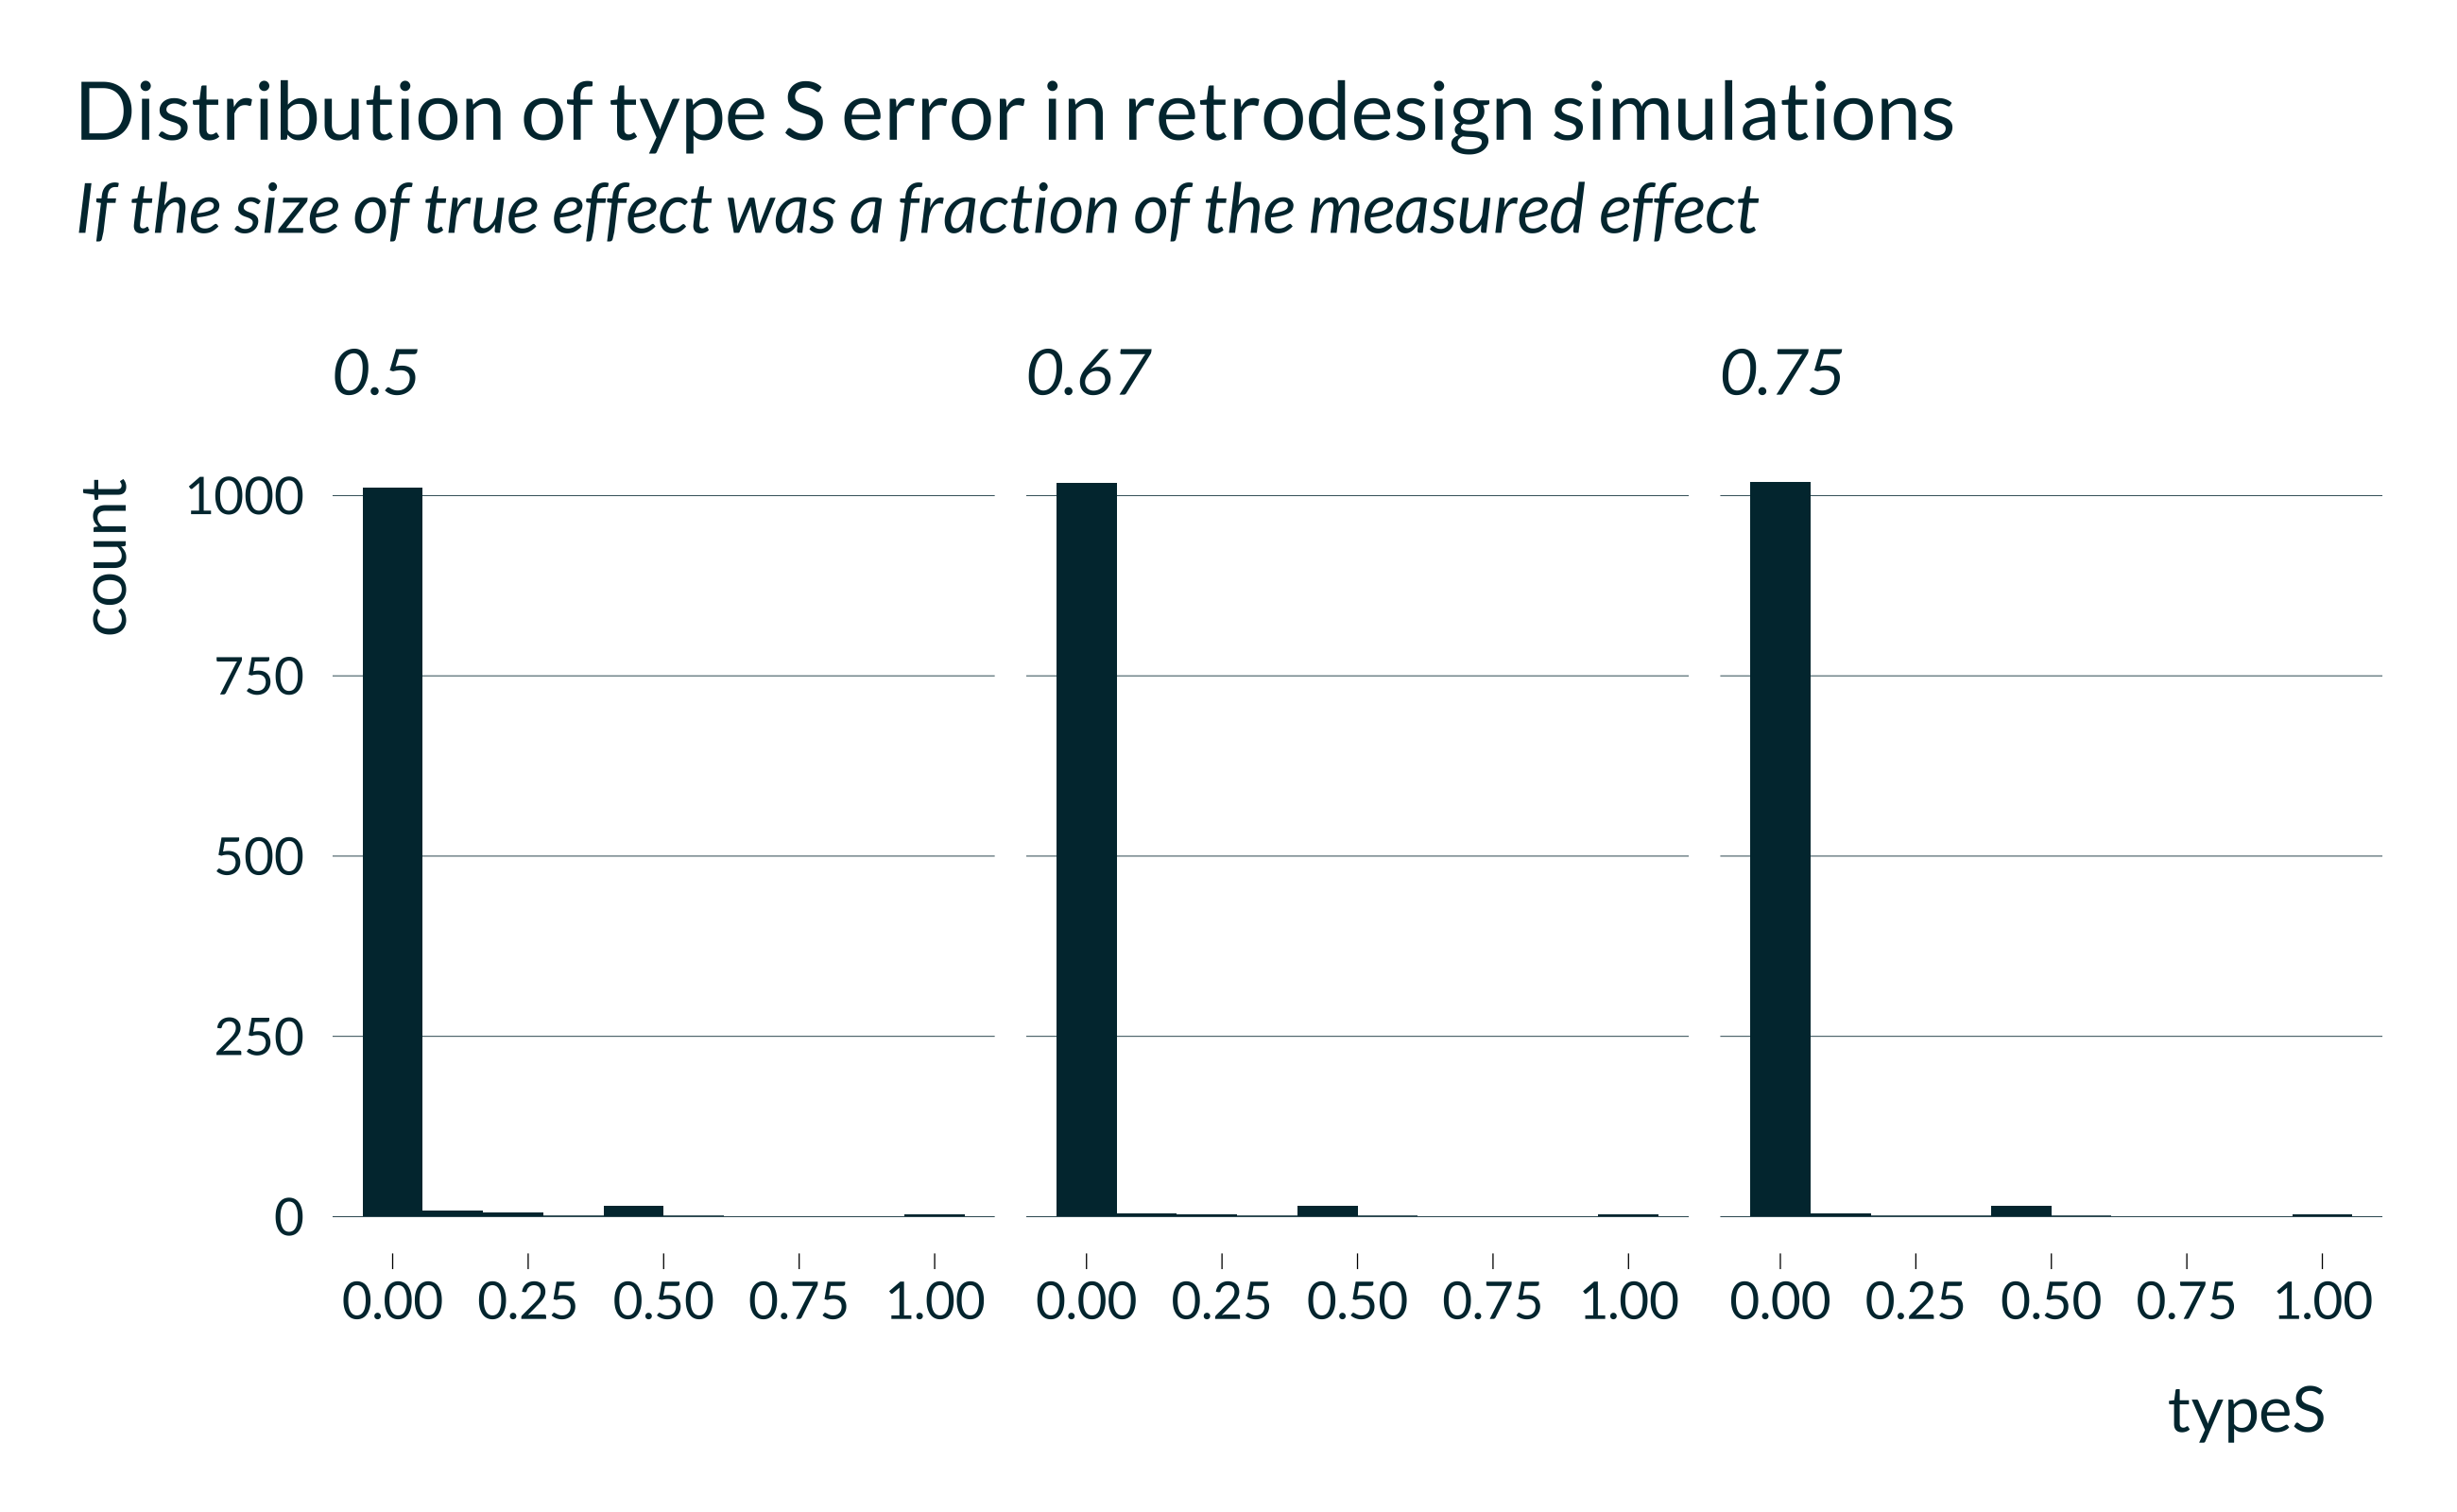 Distribution of type S error in retrodesign simulations
If the size of true effect was a fraction of the measured effect
0.5 0.67 0.75
count
1000
750
500
250
0
0.00 0.25 0.50 0.75 1.00 0.00 0.25 0.50 0.75 1.00 0.00 0.25 0.50 0.75 1.00
typeS